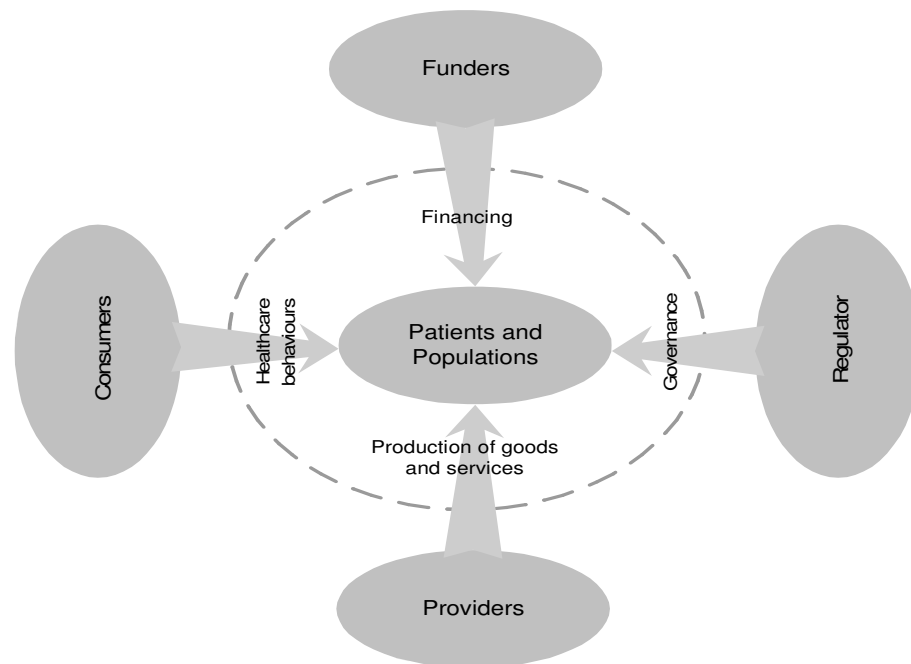 Funders
Financing
Consumers
Healthcare
behaviours
Patients and
Populations
Governance
Regulator
Production of goods
and services
Providers